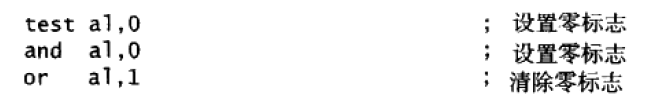 test al,0 ; 设置零标志
and al,0 ; 设置零标志
or al,1 ; 清除零标志